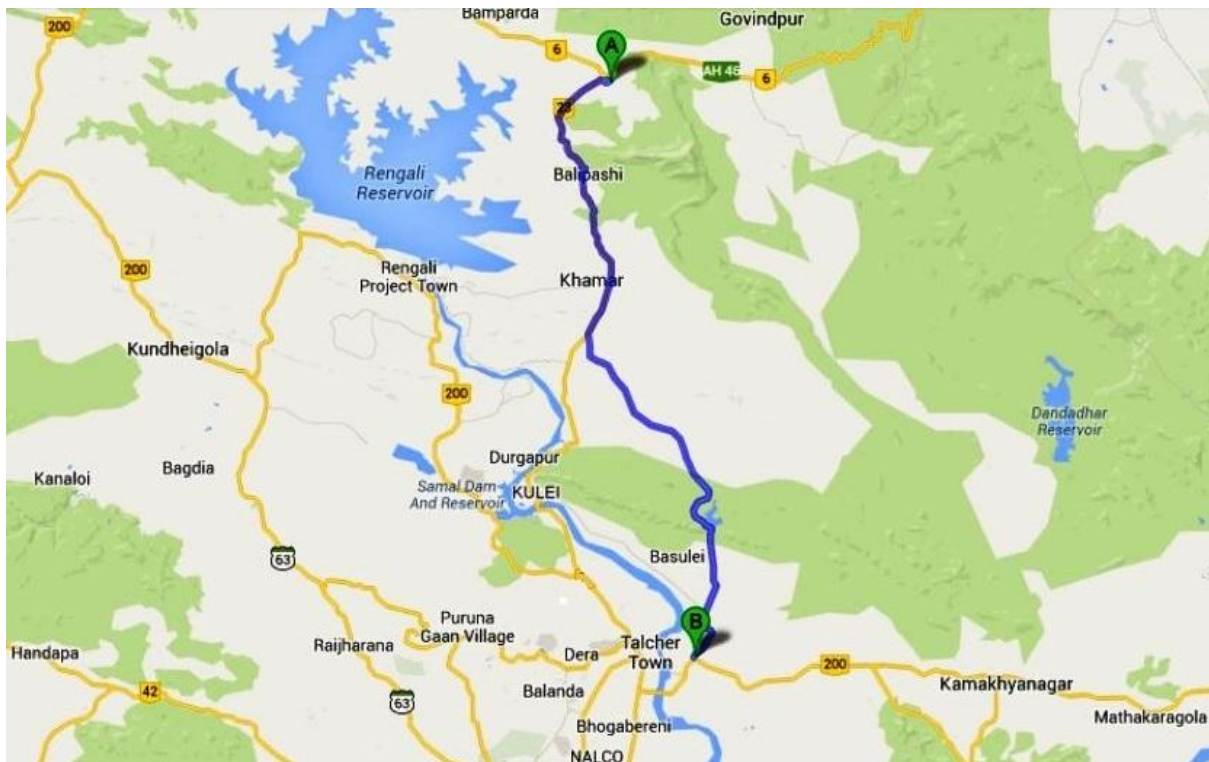 Bamparda
Govindpur
200
6
A
AH 45
6
23
Balipashi
Rengali
Reservoir
200
Rengali
Project Town
Khamar
Kundheigola
200
Dandadhar
Reservoir
Durgapur
Bagdia
Kanaloi
Samal Dam
And Reservoir
KULEI
63
Basulei
Puruna
Gaan Village
B
Raijharana
Talcher
Town
Handapa
Dera
200
42
Balanda
Kamakhyanagar
63
Mathakaragola
Bhogabereni
NALCO